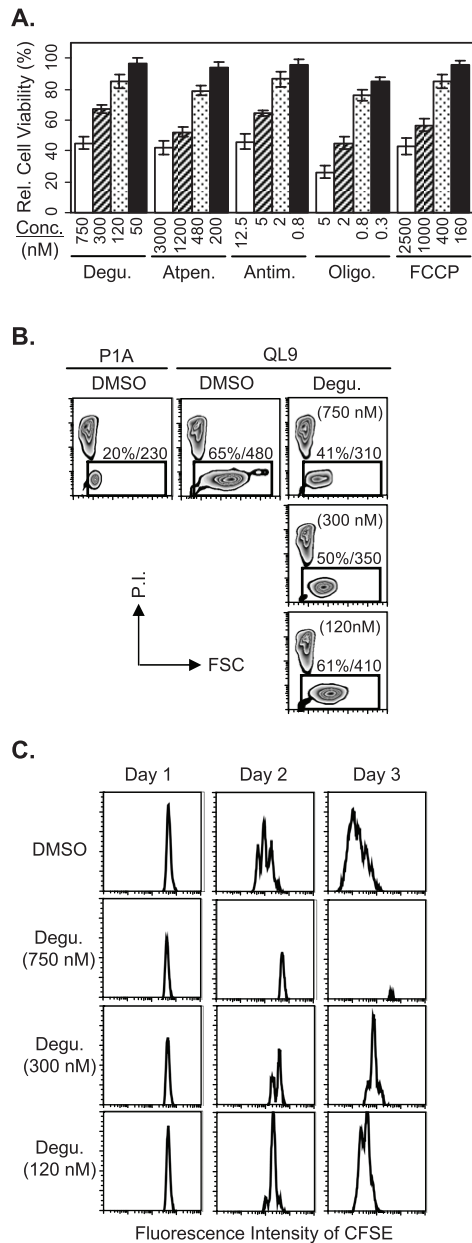 A.
Rel. Cell Viability (%)
100
80
60
40
20
0
Conc.
(nM)
750 300 120 50 3000 1200 480 200 12.5 5 2 0.8 5 2 0.8 0.3 2500 1000 400 160
Degu. Atpen. Antim. Oligo. FCCP
B.
P1A QL9
DMSO DMSO Degu.
20%/230 65%/480 (750 nM)
41%/310
(300 nM)
50%/350
(120nM)
61%/410
P.I.
FSC
C.
Day 1 Day 2 Day 3
DMSO
Degu.
(750 nM)
Degu.
(300 nM)
Degu.
(120 nM)
Fluorescence Intensity of CFSE